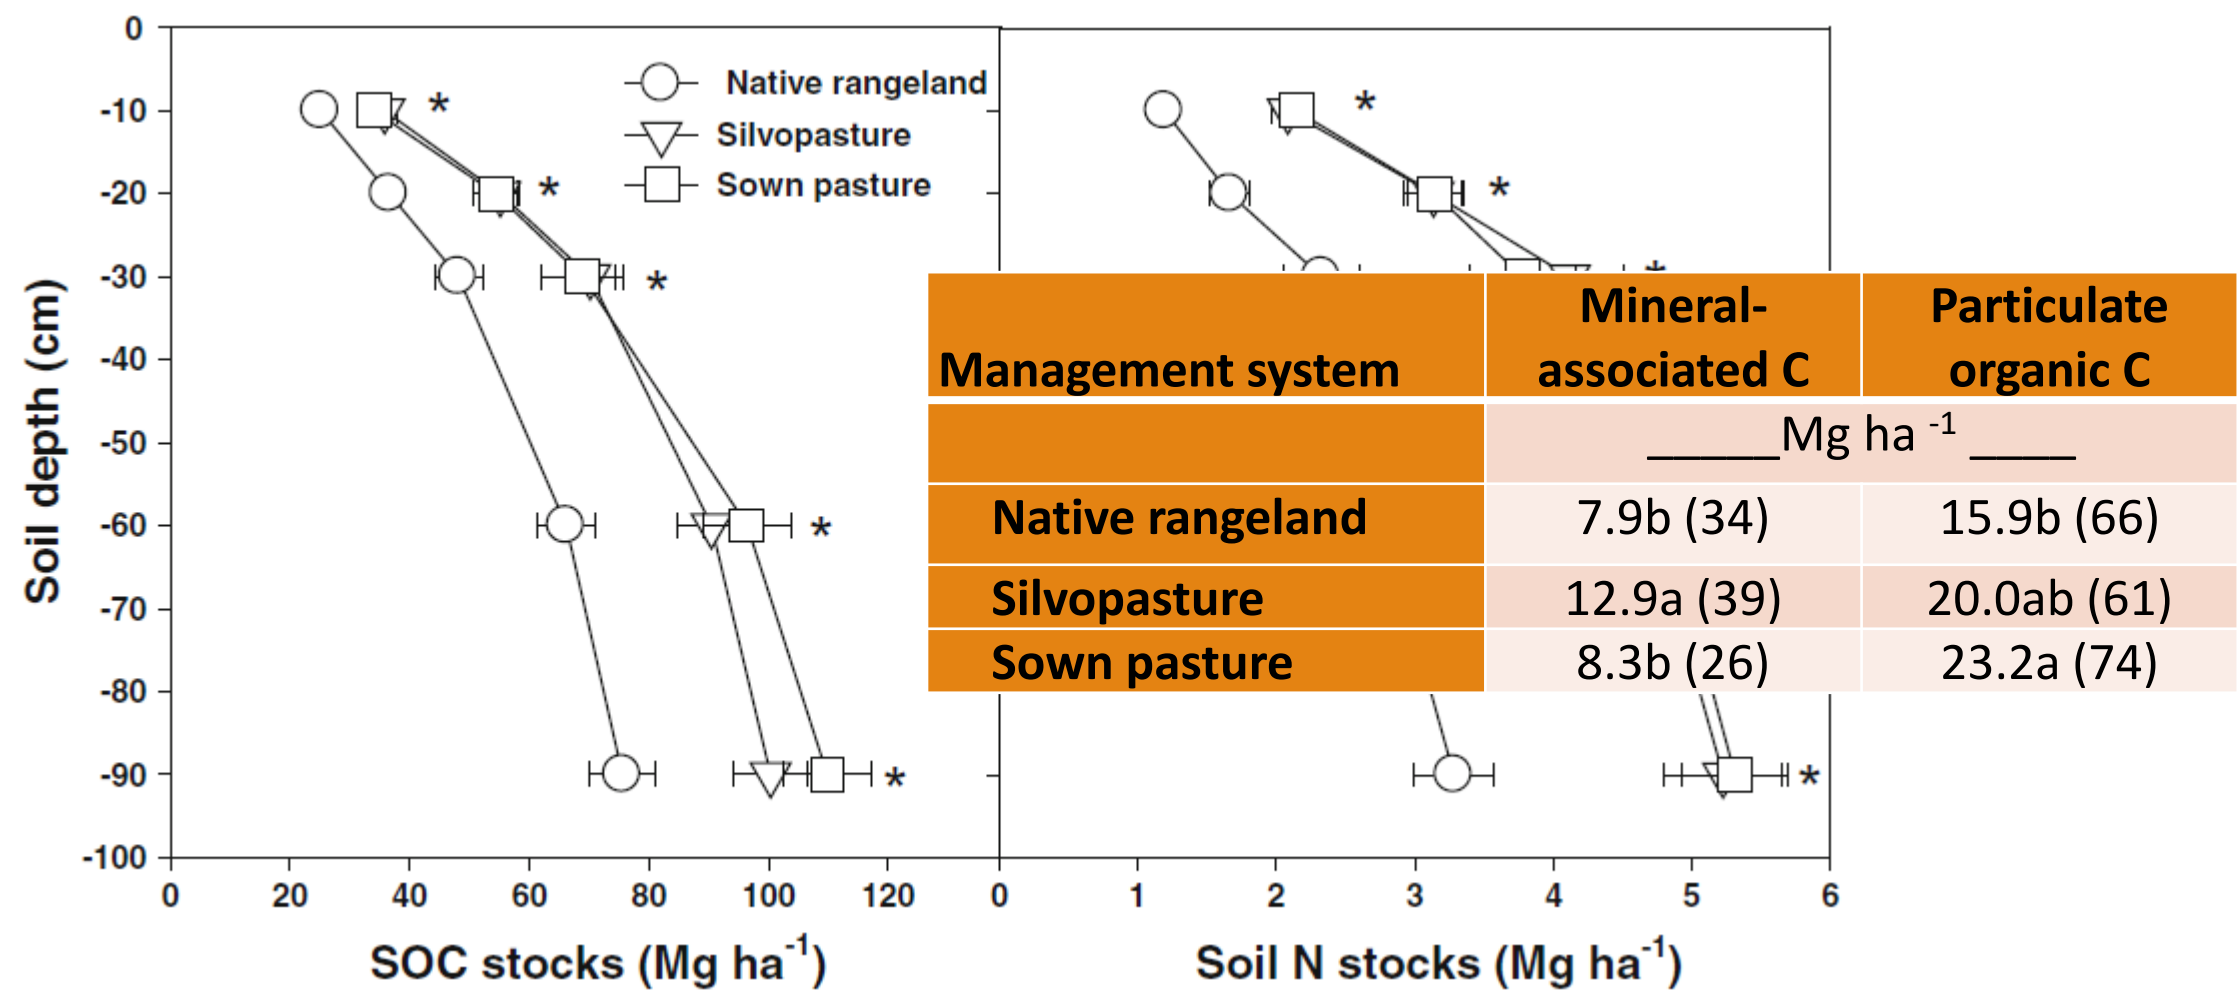 0
-10
-20
-30
-40
-50
-60
-70
-80
-90
-100
Soil depth (cm)
Native rangeland
Silvopasture
Sown pasture
*
*
*
*
*
0 20 40 60 80 100 120
SOC stocks (Mg ha⁻¹)
*
*
*
0 1 2 3 4 5 6
Soil N stocks (Mg ha⁻¹)
Mineral-
associated C
Particulate
organic C
Management system
_____Mg ha ⁻¹ ____
Native rangeland 7.9b (34) 15.9b (66)
Silvopasture 12.9a (39) 20.0ab (61)
Sown pasture 8.3b (26) 23.2a (74)